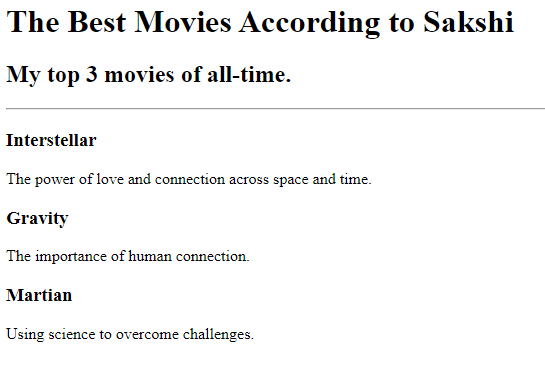 The Best Movies According to Sakshi
My top 3 movies of all-time.
Interstellar
The power of love and connection across space and time.
Gravity
The importance of human connection.
Martian
Using science to overcome challenges.